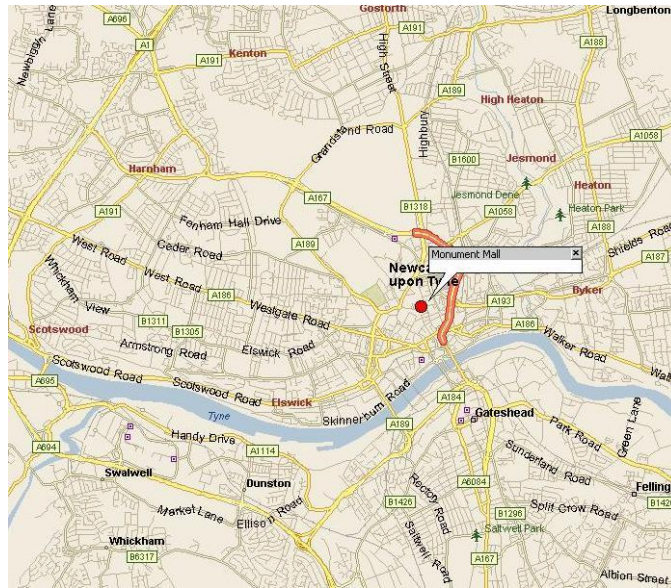 Gosforth
Longbenton
A696
A191
A1
B1318
Newbiggin Lane
Kenton
High Street
A188
A191
A189
High Heaton
Grandstand Road
Highbury
A1058
B1600
Jesmond
Harnham
A167
Jesmond Dene
Heaton
A191
Fenham Hall Drive
B1318
A1058
Heaton Park
A188
West Road
Cedar Road
A189
Shields Road
Monument Mall
A187
Newca
upon Tyne
Whickham View
West Road
A186
Westgate Road
A193
Byker
Scotswood
B1311
B1305
A186
Armstrong Road
Elswick Road
Walker Road
Scotswood Road
A695
Scotswood Road
Elswick
Skinnerburn Road
A184
Tyne
Gateshead
Green Lane
A694
Handy Drive
A189
Park Road
A1114
Sunderland Road
Swalwell
Dunston
Rectory Road
A6084
Felling
Market Lane
Ellison Road
B1426
B1296
Split Crow Road
B1426
Saltwell Road
Saltwell Park
Whickham
B6317
A167
Albion Street